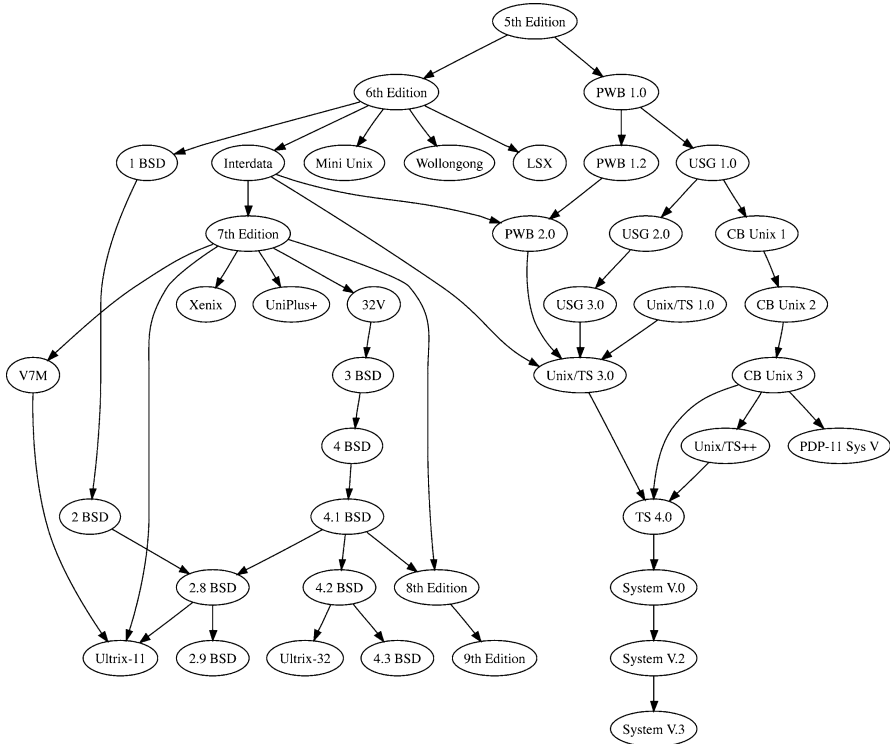 5th Edition
6th Edition
PWB 1.0
1 BSD
Interdata
Mini Unix
Wollongong
LSX
PWB 1.2
USG 1.0
7th Edition
PWB 2.0
USG 2.0
CB Unix 1
Xenix
UniPlus+
32V
USG 3.0
Unix/TS 1.0
CB Unix 2
V7M
3 BSD
Unix/TS 3.0
CB Unix 3
4 BSD
Unix/TS++
PDP-11 Sys V
2 BSD
4.1 BSD
TS 4.0
2.8 BSD
4.2 BSD
8th Edition
System V.0
Ultrix-11
2.9 BSD
Ultrix-32
4.3 BSD
9th Edition
System V.2
System V.3